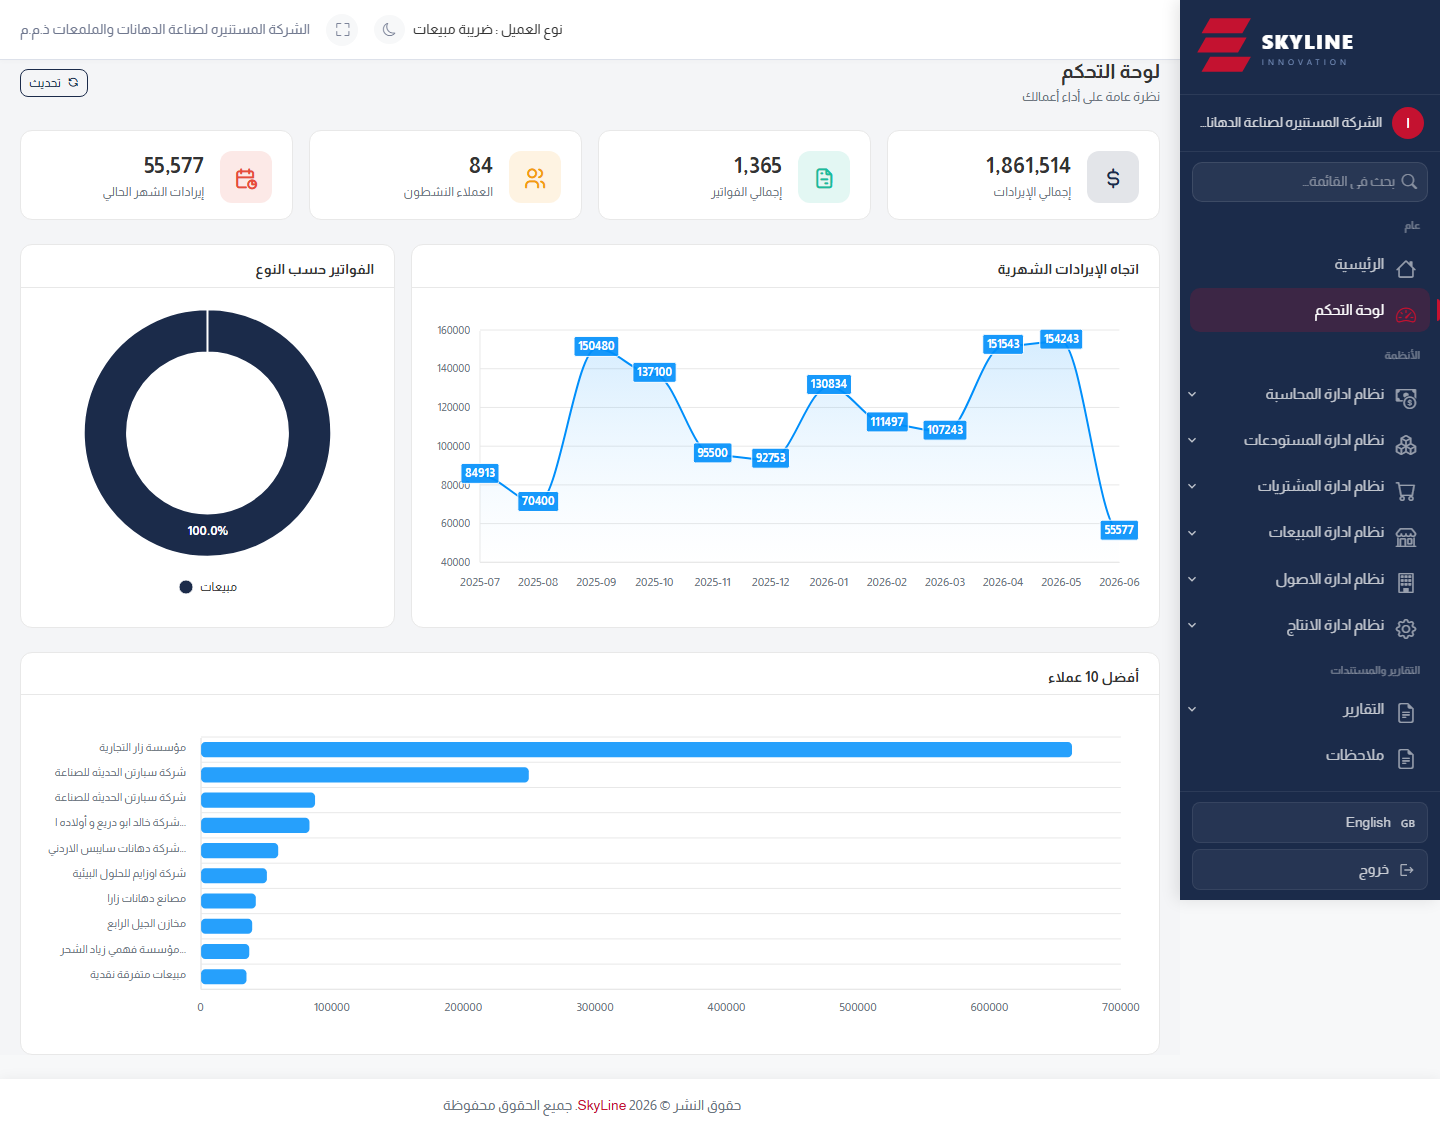 SKYLINE
INNOVATION
ا
الشركة المستنيره لصناعة الدهانا...
بحث في القائمة...
عام
الرئيسية
لوحة التحكم
الأنظمة
نظام ادارة المحاسبة
نظام ادارة المستودعات
نظام ادارة المشتريات
نظام ادارة المبيعات
نظام ادارة الاصول
نظام ادارة الانتاج
التقارير والمستندات
التقارير
ملاحظات
GB English
خروج
نوع العميل : ضريبة مبيعات
الشركة المستنيره لصناعة الدهانات والملمعات ذ.م.م
لوحة التحكم
نظرة عامة على أداء أعمالك
تحديث
1,861,514
إجمالي الإيرادات
1,365
إجمالي الفواتير
84
العملاء النشطون
55,577
إيرادات الشهر الحالي
اتجاه الإيرادات الشهرية
160000
140000
120000
100000
80000
60000
40000
84913
70400
150480
137100
95500
92753
130834
111497
107243
151543
154243
55577
2025-07 2025-08 2025-09 2025-10 2025-11 2025-12 2026-01 2026-02 2026-03 2026-04 2026-05 2026-06
الفواتير حسب النوع
100.0%
مبيعات
أفضل 10 عملاء
مؤسسة زار التجارية
شركة سبارتن الحديثه للصناعة
شركة سبارتن الحديثه للصناعة
شركة خالد ابو دريع و أولاده ا...
شركة دهانات سايبس الاردني...
شركة اوزايم للحلول البيئية
مصانع دهانات زارا
مخازن الجيل الرابع
مؤسسة فهمي زياد الشحر...
مبيعات متفرقة نقدية
0 100000 200000 300000 400000 500000 600000 700000
حقوق النشر © 2026 SkyLine. جميع الحقوق محفوظة